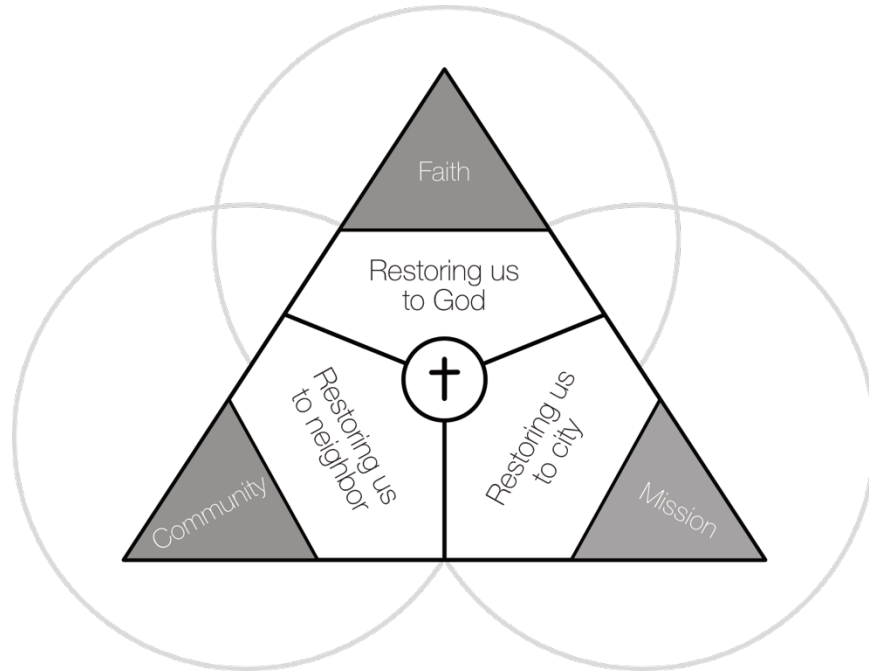 Faith
Restoring us
to God
Restoring us
to neighbor
Restoring us
to city
Community
Mission